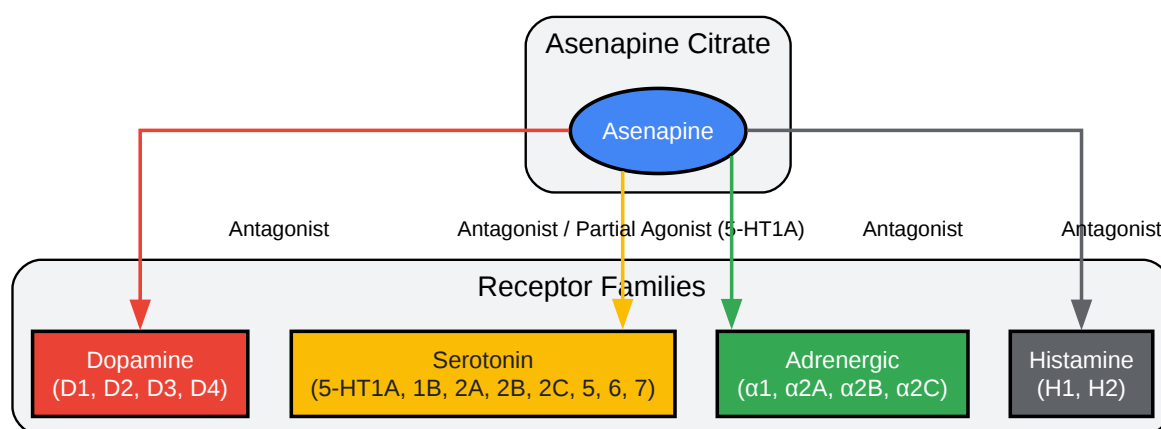 Asenapine Citrate
Asenapine
Antagonist
Antagonist / Partial Agonist (5-HT1A)
Antagonist
Antagonist
Receptor Families
Dopamine
(D1, D2, D3, D4)
Serotonin
(5-HT1A, 1B, 2A, 2B, 2C, 5, 6, 7)
Adrenergic
(α1, α2A, α2B, α2C)
Histamine
(H1, H2)